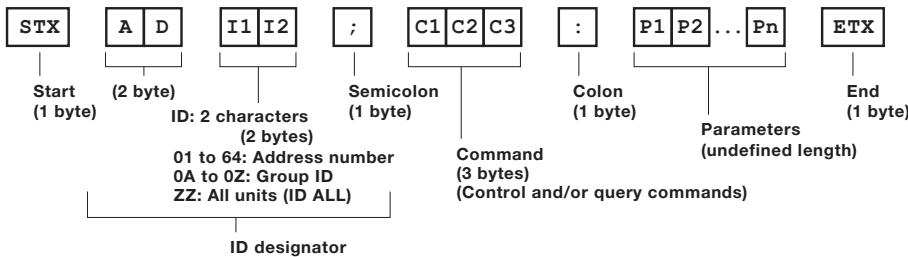 STX A D I1 I2 ; C1 C2 C3 : P1 P2 ... Pn ETX
Start
(1 byte)
(2 byte)
ID: 2 characters
(2 bytes)
01 to 64: Address number
0A to 0Z: Group ID
ZZ: All units (ID ALL)
Semicolon
(1 byte)
Command
(3 bytes)
(Control and/or query commands)
Colon
(1 byte)
Parameters
(undefined length)
End
(1 byte)
ID designator